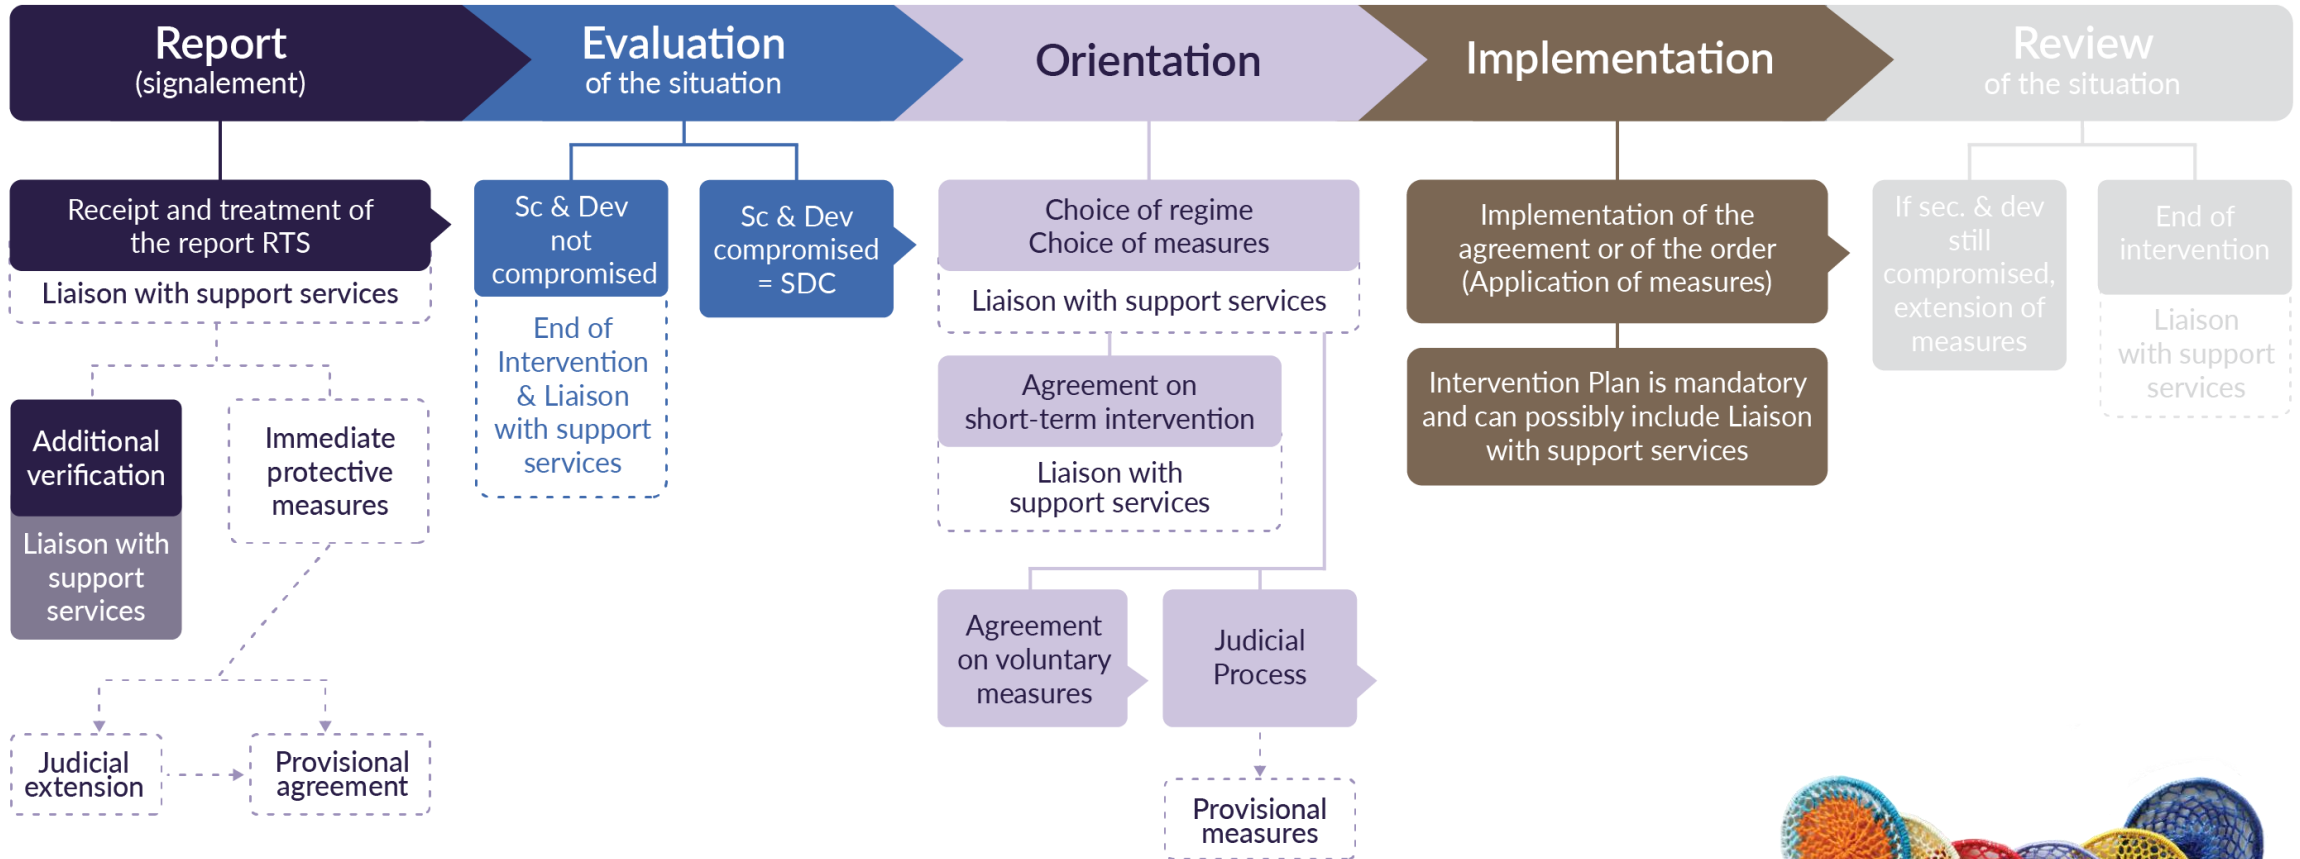 Report
(signalement)
Evaluation
of the situation
Orientation
Implementation
Review
of the situation
Receipt and treatment of
the report RTS
Liaison with support services
Additional
verification
Liaison with
support
services
Immediate
protective
measures
Judicial
extension
Provisional
agreement
Sc & Dev
not
compromised
End of
Intervention
& Liaison
with support
services
Sc & Dev
compromised
= SDC
Choice of regime
Choice of measures
Liaison with support services
Agreement on
short-term intervention
Liaison with
support services
Agreement
on voluntary
measures
Judicial
Process
Provisional
measures
Implementation of the
agreement or of the order
(Application of measures)
Intervention Plan is mandatory
and can possibly include Liaison
with support services
If sec. & dev
still
compromised,
extension of
measures
End of
intervention
Liaison
with support
services